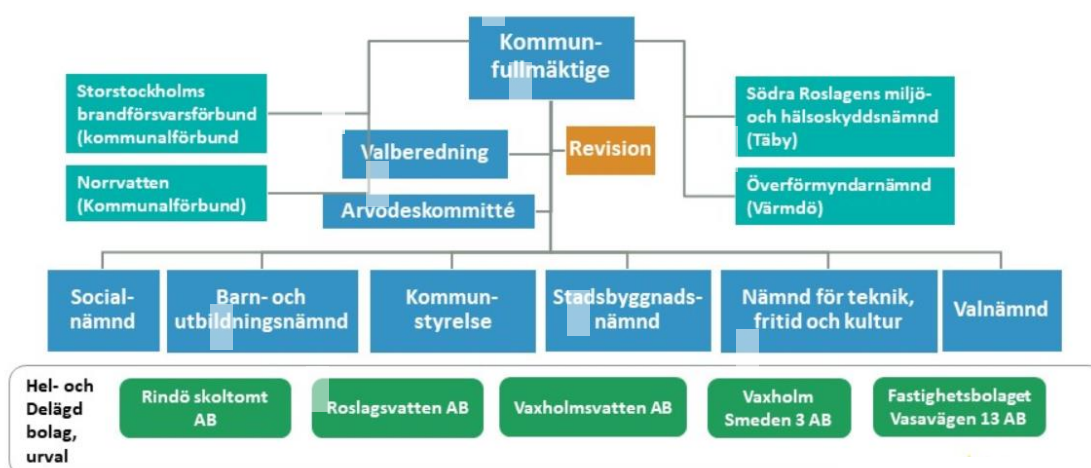 Kommun-
fullmäktige
Storstockholms
brandförsvarsförbund
(kommunalförbund
Norrvatten
(Kommunalförbund)
Valberedning
Arvodeskommitté
Revision
Södra Roslagens miljö-
och hälsoskyddsnämnd
(Täby)
Överförmyndarnämnd
(Värmdö)
Social-
nämnd
Barn- och
utbildningsnämnd
Kommun-
styrelse
Stadsbyggnads-
nämnd
Nämnd för teknik,
fritid och kultur
Valnämnd
Hel- och
Delägd
bolag,
urval
Rindö skoltomt
AB
Roslagsvatten AB
Vaxholmsvatten AB
Vaxholm
Smeden 3 AB
Fastighetsbolaget
Vasavägen 13 AB